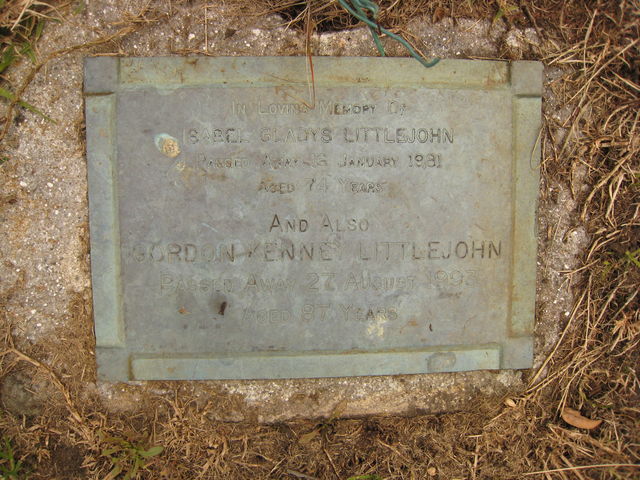 In Loving Memory Of
Isabel Gladys Littlejohn
Passed Away 16 January 1981
Aged 74 Years
And Also
Gordon Kenney Littlejohn
Passed Away 27 August 1993
Aged 87 Years